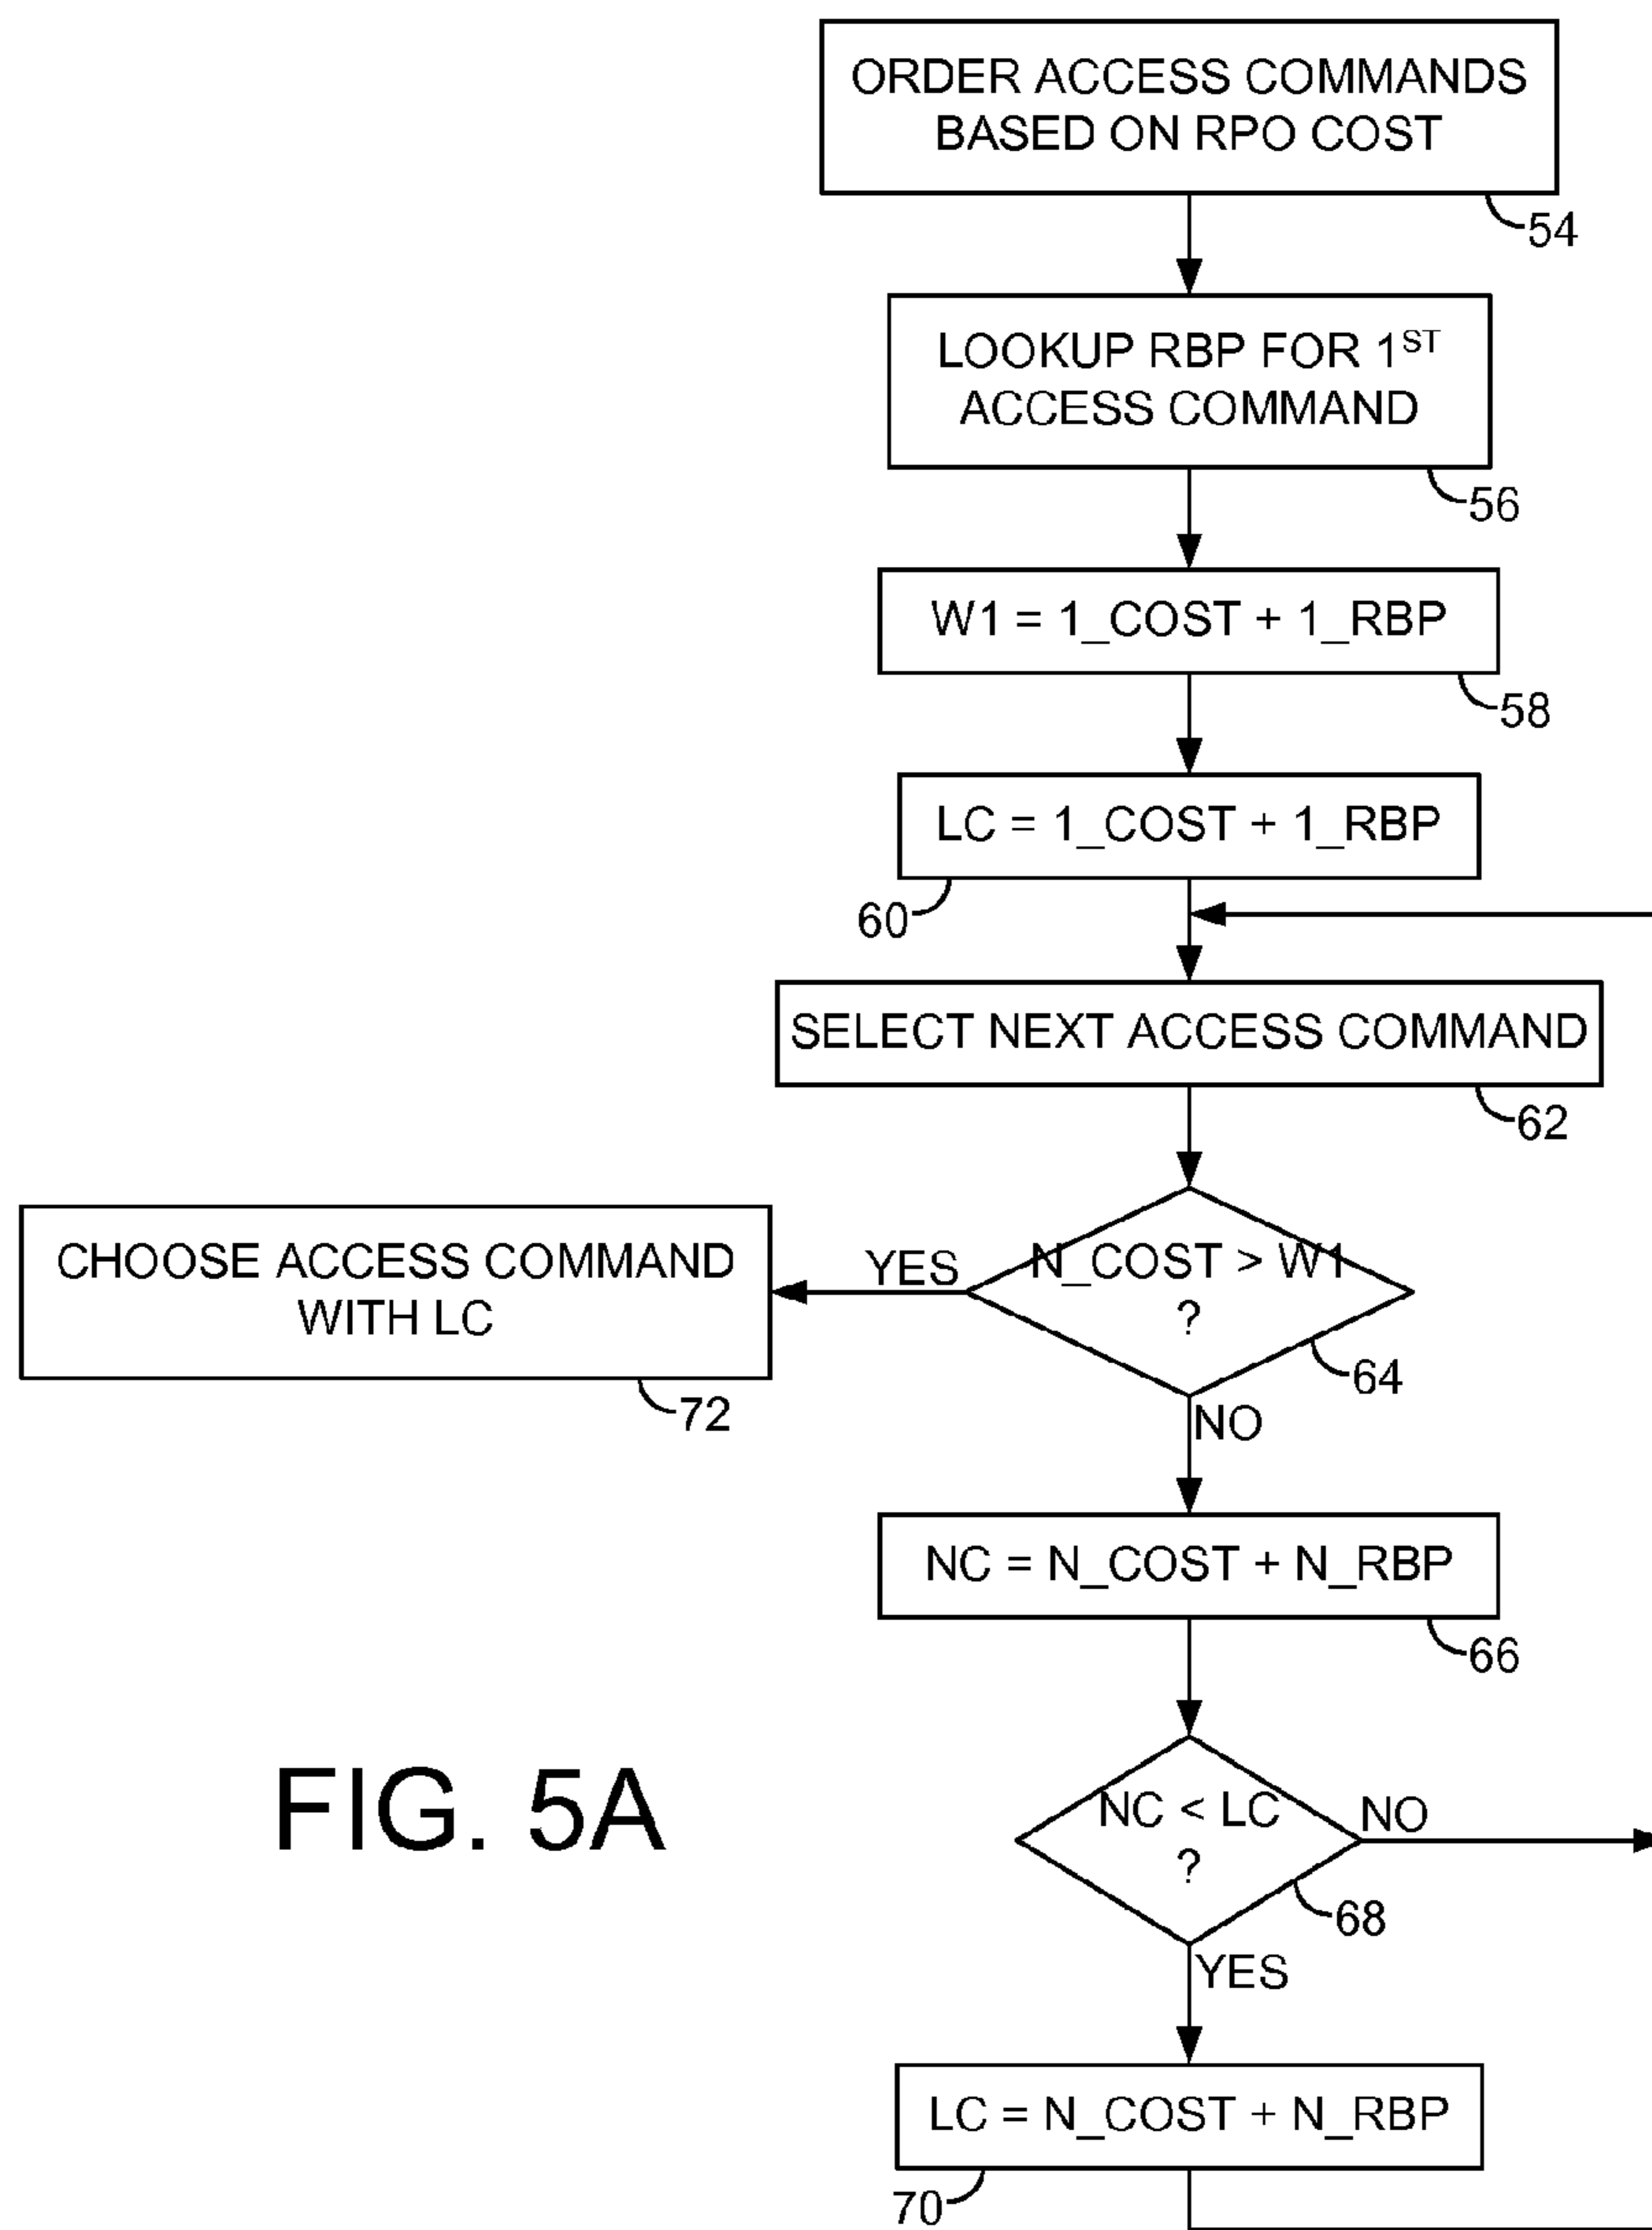 ORDER ACCESS COMMANDS
BASED ON RPO COST
54
LOOKUP RBP FOR 1ST
ACCESS COMMAND
56
W1 = 1_COST + 1_RBP
58
LC = 1_COST + 1_RBP
60
SELECT NEXT ACCESS COMMAND
62
CHOOSE ACCESS COMMAND
WITH LC
72
YES
N_COST > W1
?
64
NO
NC = N_COST + N_RBP
66
FIG. 5A
NC < LC
?
NO
68
YES
LC = N_COST + N_RBP
70